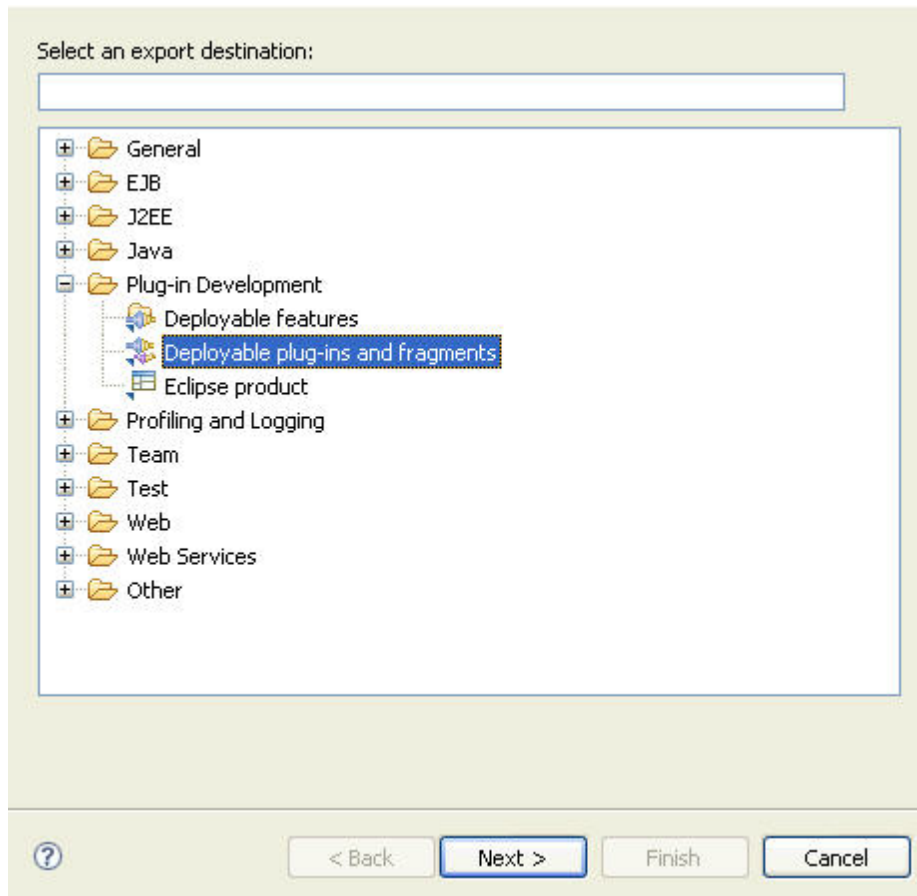 Select an export destination:
General
EJB
J2EE
Java
Plug-in Development
Deployable features
Deployable plug-ins and fragments
Eclipse product
Profiling and Logging
Team
Test
Web
Web Services
Other
? < Back Next > Finish Cancel